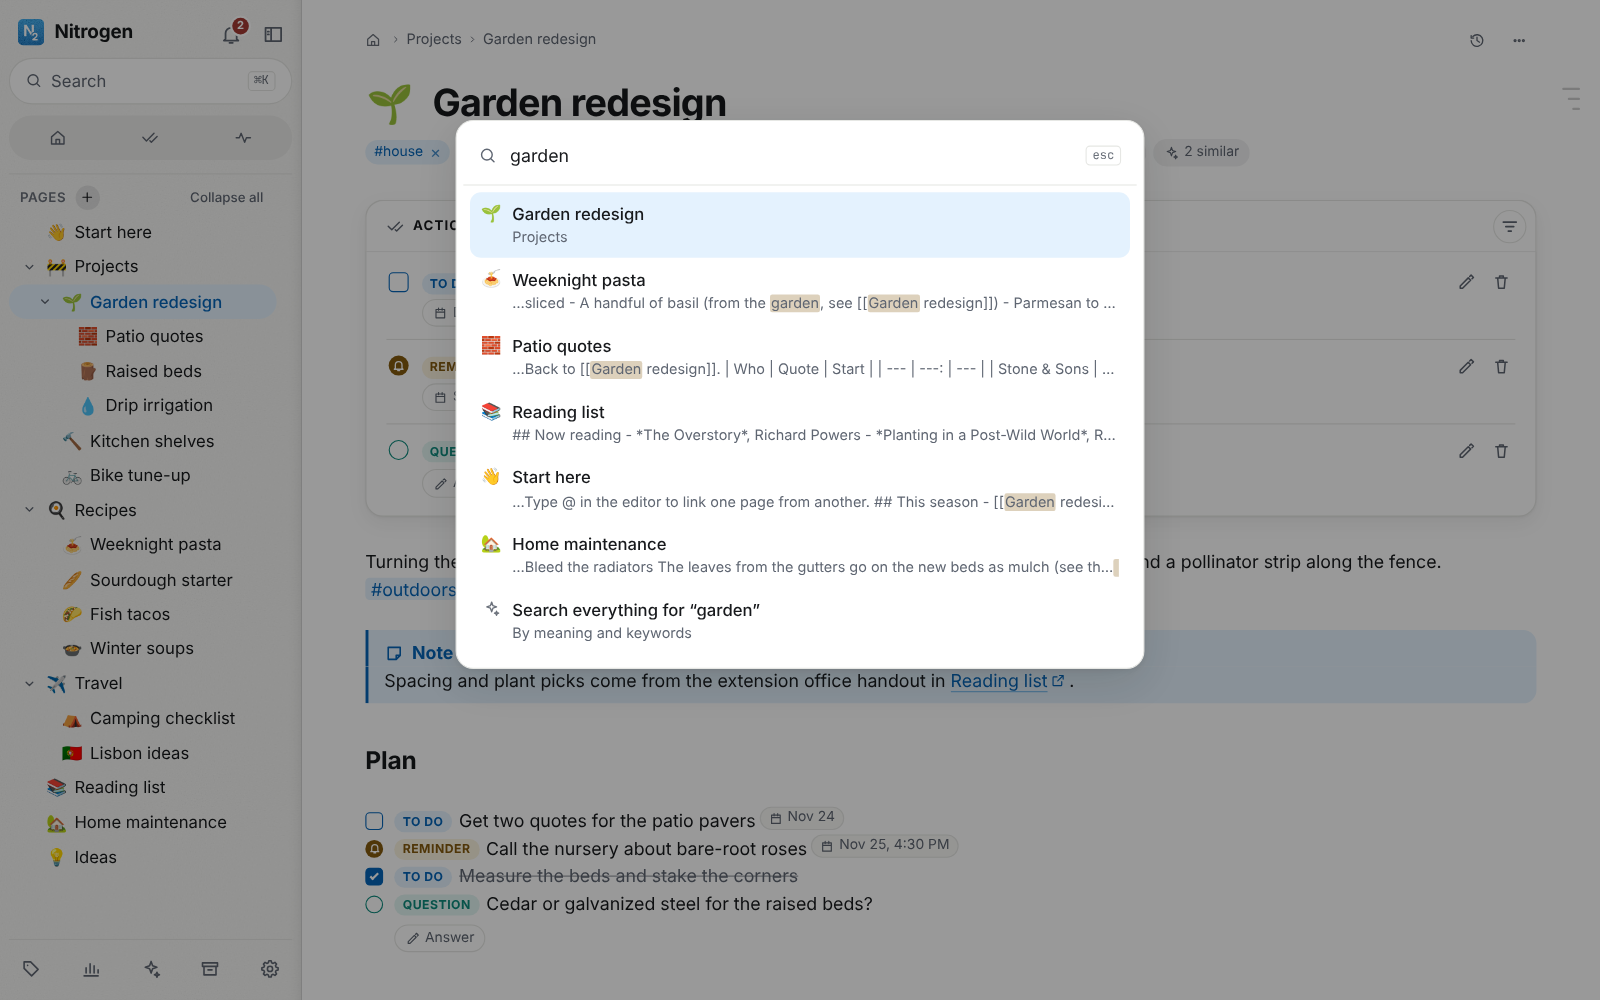 Nitrogen
2
Search ⌘K
PAGES
Collapse all
Start here
Projects
Garden redesign
Patio quotes
Raised beds
Drip irrigation
Kitchen shelves
Bike tune-up
Recipes
Weeknight pasta
Sourdough starter
Fish tacos
Winter soups
Travel
Camping checklist
Lisbon ideas
Reading list
Home maintenance
Ideas
Projects › Garden redesign
Garden redesign
#house ×
2 similar
garden
esc
Garden redesign
Projects
Weeknight pasta
...sliced - A handful of basil (from the garden, see [[Garden redesign]]) - Parmesan to ...
Patio quotes
...Back to [[Garden redesign]]. | Who | Quote | Start | | --- | ---: | --- | | Stone & Sons | ...
Reading list
## Now reading - *The Overstory*, Richard Powers - *Planting in a Post-Wild World*, R...
Start here
...Type @ in the editor to link one page from another. ## This season - [[Garden redesi...
Home maintenance
...Bleed the radiators The leaves from the gutters go on the new beds as mulch (see th...
Search everything for “garden”
By meaning and keywords
Turning the
a pollinator strip along the fence.
#outdoors
Note
Spacing and plant picks come from the extension office handout in Reading list .
Plan
TO DO Get two quotes for the patio pavers Nov 24
REMINDER Call the nursery about bare-root roses Nov 25, 4:30 PM
TO DO Measure the beds and stake the corners
QUESTION Cedar or galvanized steel for the raised beds?
Answer